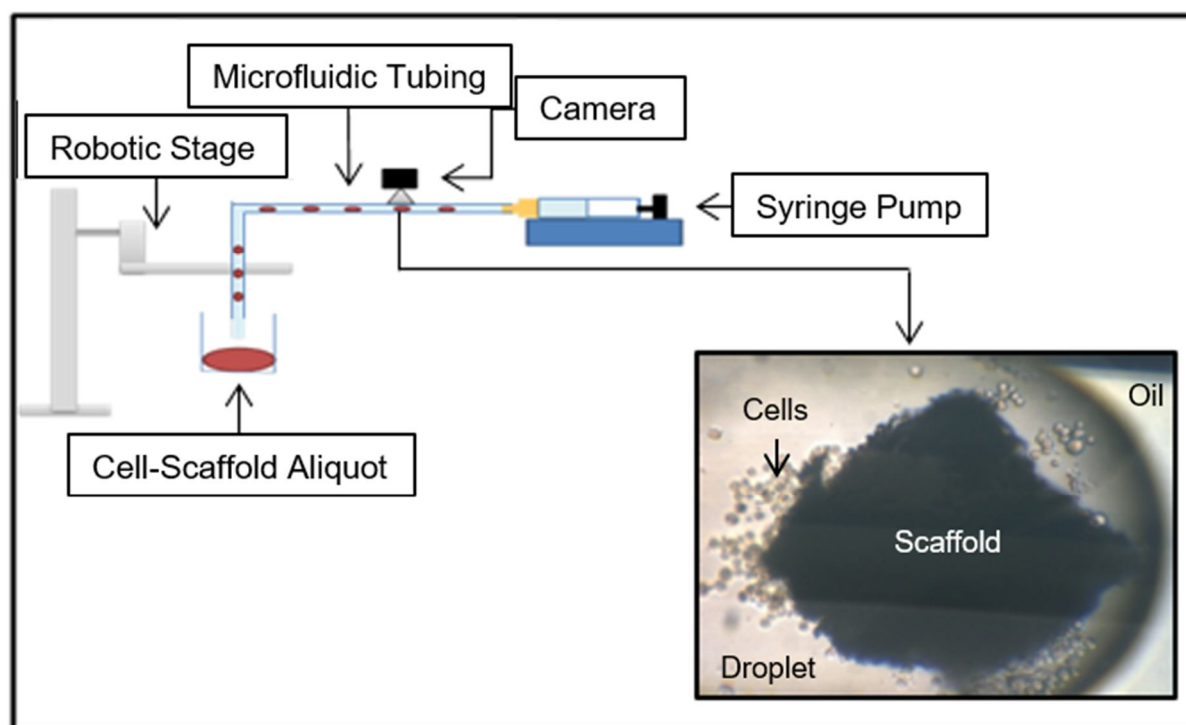 Microfluidic Tubing
Camera
Robotic Stage
Syringe Pump
Cell-Scaffold Aliquot
Cells
Oil
Scaffold
Droplet